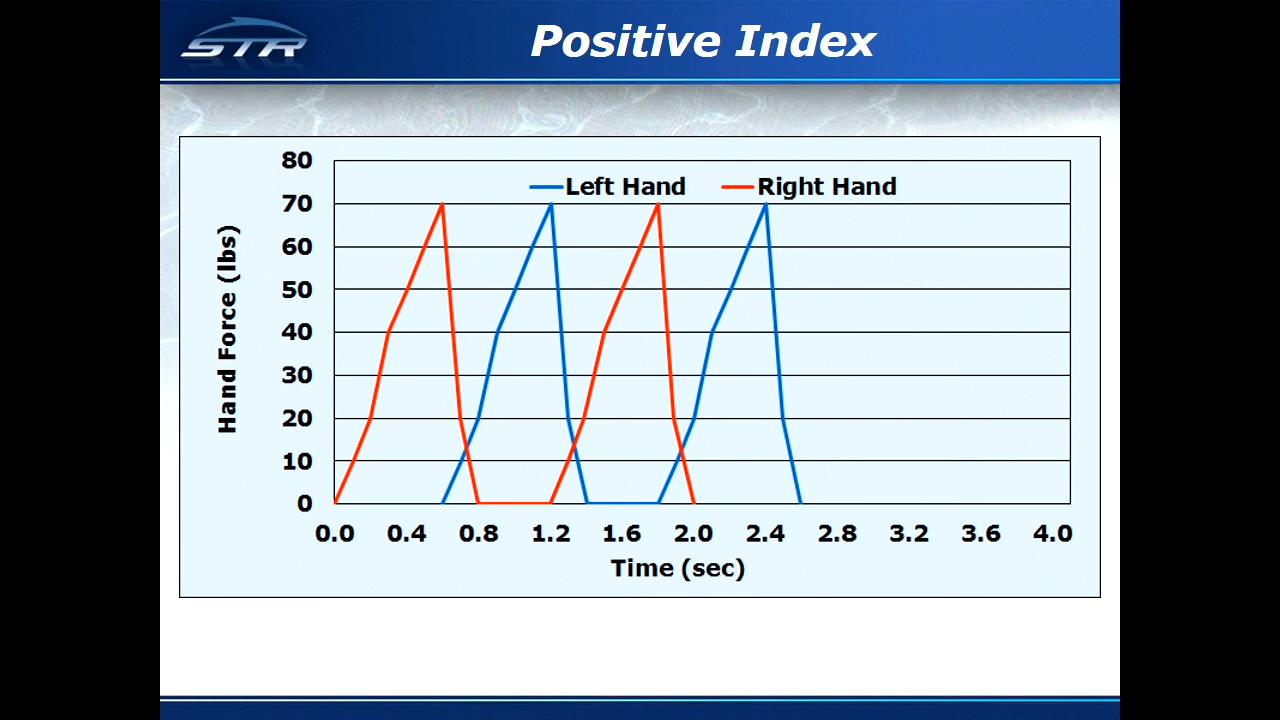 STR
Positive Index
80
Left Hand Right Hand
70
60
50
40
30
20
10
0
Hand Force (lbs)
0.0 0.4 0.8 1.2 1.6 2.0 2.4 2.8 3.2 3.6 4.0
Time (sec)